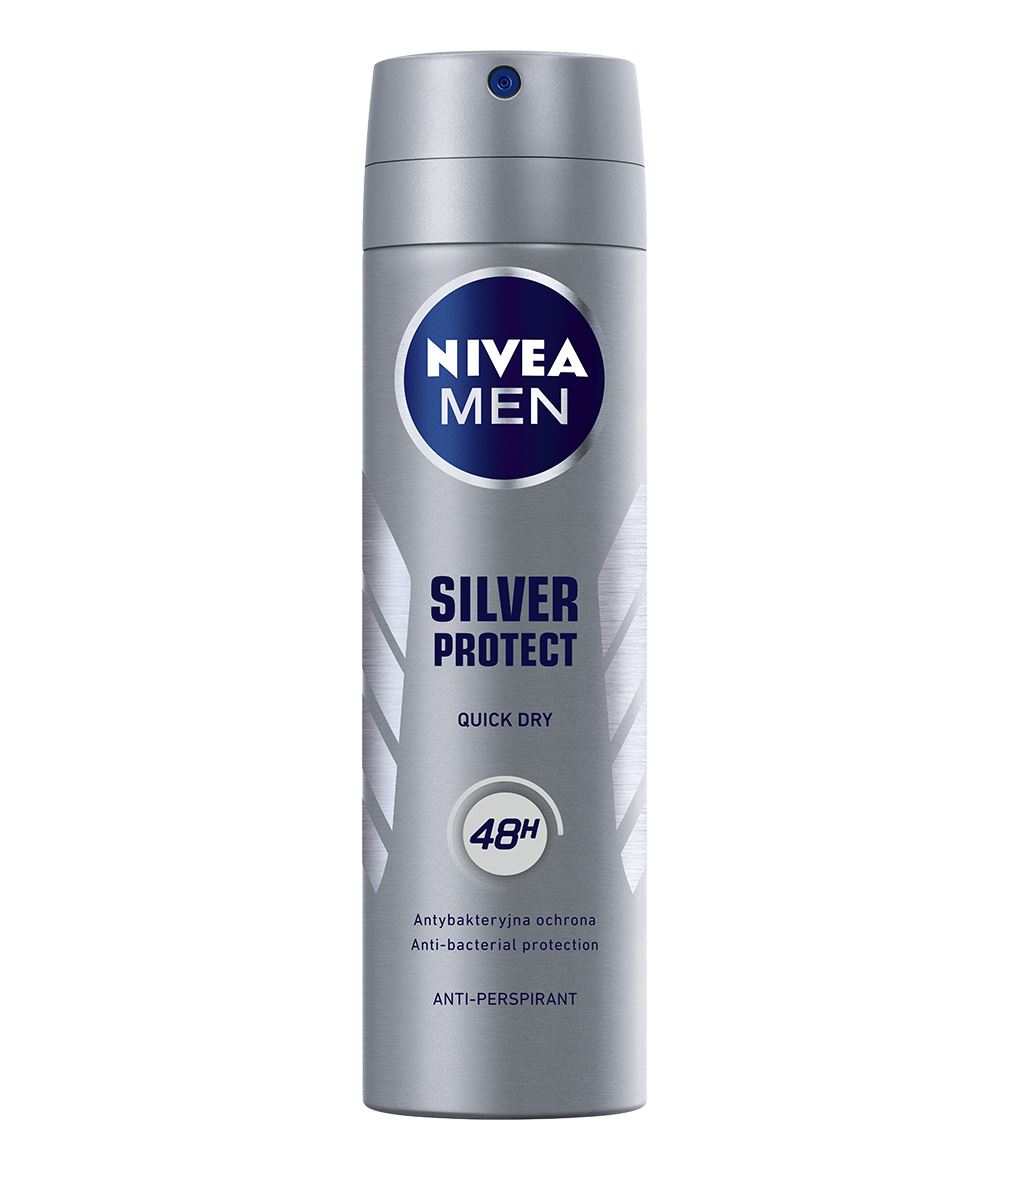 NIVEA
MEN
SILVER
PROTECT
QUICK DRY
48H
Antybakteryjna ochrona
Anti-bacterial protection
ANTI-PERSPIRANT